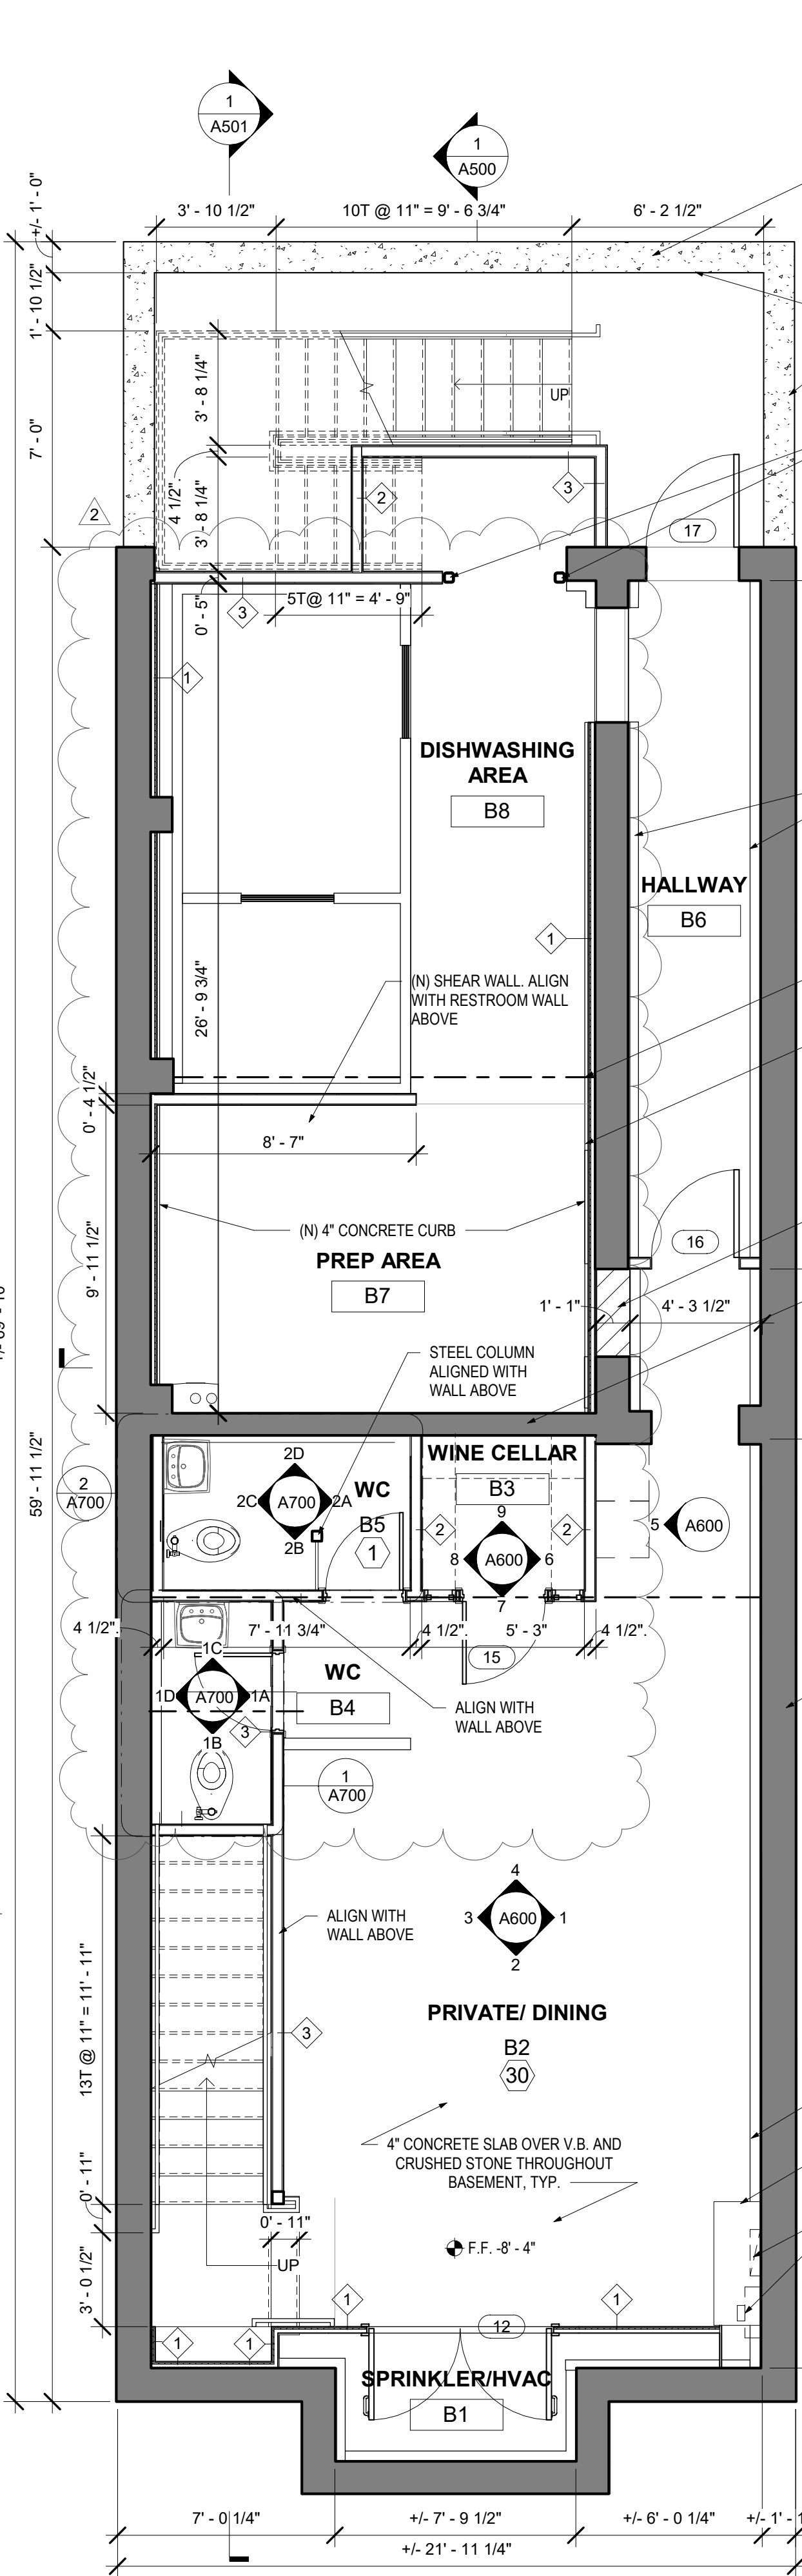 1
A501
1
A500
+/- 1' - 0"
3' - 10 1/2"
10T @ 11" = 9' - 6 3/4"
6' - 2 1/2"
1' - 10 1/2"
7' - 0"
3' - 8 1/4"
UP
4 1/2".
3' - 8 1/4"
2
3
2
17
0' - 5"
3
5T@ 11" = 4' - 9"
1
DISHWASHING
AREA
B8
HALLWAY
B6
1
(N) SHEAR WALL. ALIGN
WITH RESTROOM WALL
ABOVE
26' - 9 3/4"
0' - 4 1/2"
8' - 7"
(N) 4" CONCRETE CURB
16
PREP AREA
B7
9' - 11 1/2"
1' - 1"
4' - 3 1/2"
STEEL COLUMN
ALIGNED WITH
WALL ABOVE
59' - 11 1/2"
2
A700
2D
2C
A700
2A
2B
WC
B5
1
WINE CELLAR
B3
2
2
9
8
A600
6
7
5
A600
4 1/2".
7' - 11 3/4"
4 1/2".
5' - 3"
4 1/2".
15
1C
1D
A700
1A
1B
3
WC
B4
ALIGN WITH
WALL ABOVE
1
A700
4
3
A600
1
2
ALIGN WITH
WALL ABOVE
13T @ 11" = 11' - 11"
PRIVATE/ DINING
B2
30
3
4" CONCRETE SLAB OVER V.B. AND
CRUSHED STONE THROUGHOUT
BASEMENT, TYP.
0' - 11"
0' - 11"
F.F. -8' - 4"
UP
3' - 0 1/2"
1
1
12
1
1
SPRINKLER/HVAC
B1
7' - 0 1/4"
+/- 7' - 9 1/2"
+/- 6' - 0 1/4"
+/- 1' - 1
+/- 21' - 11 1/4"